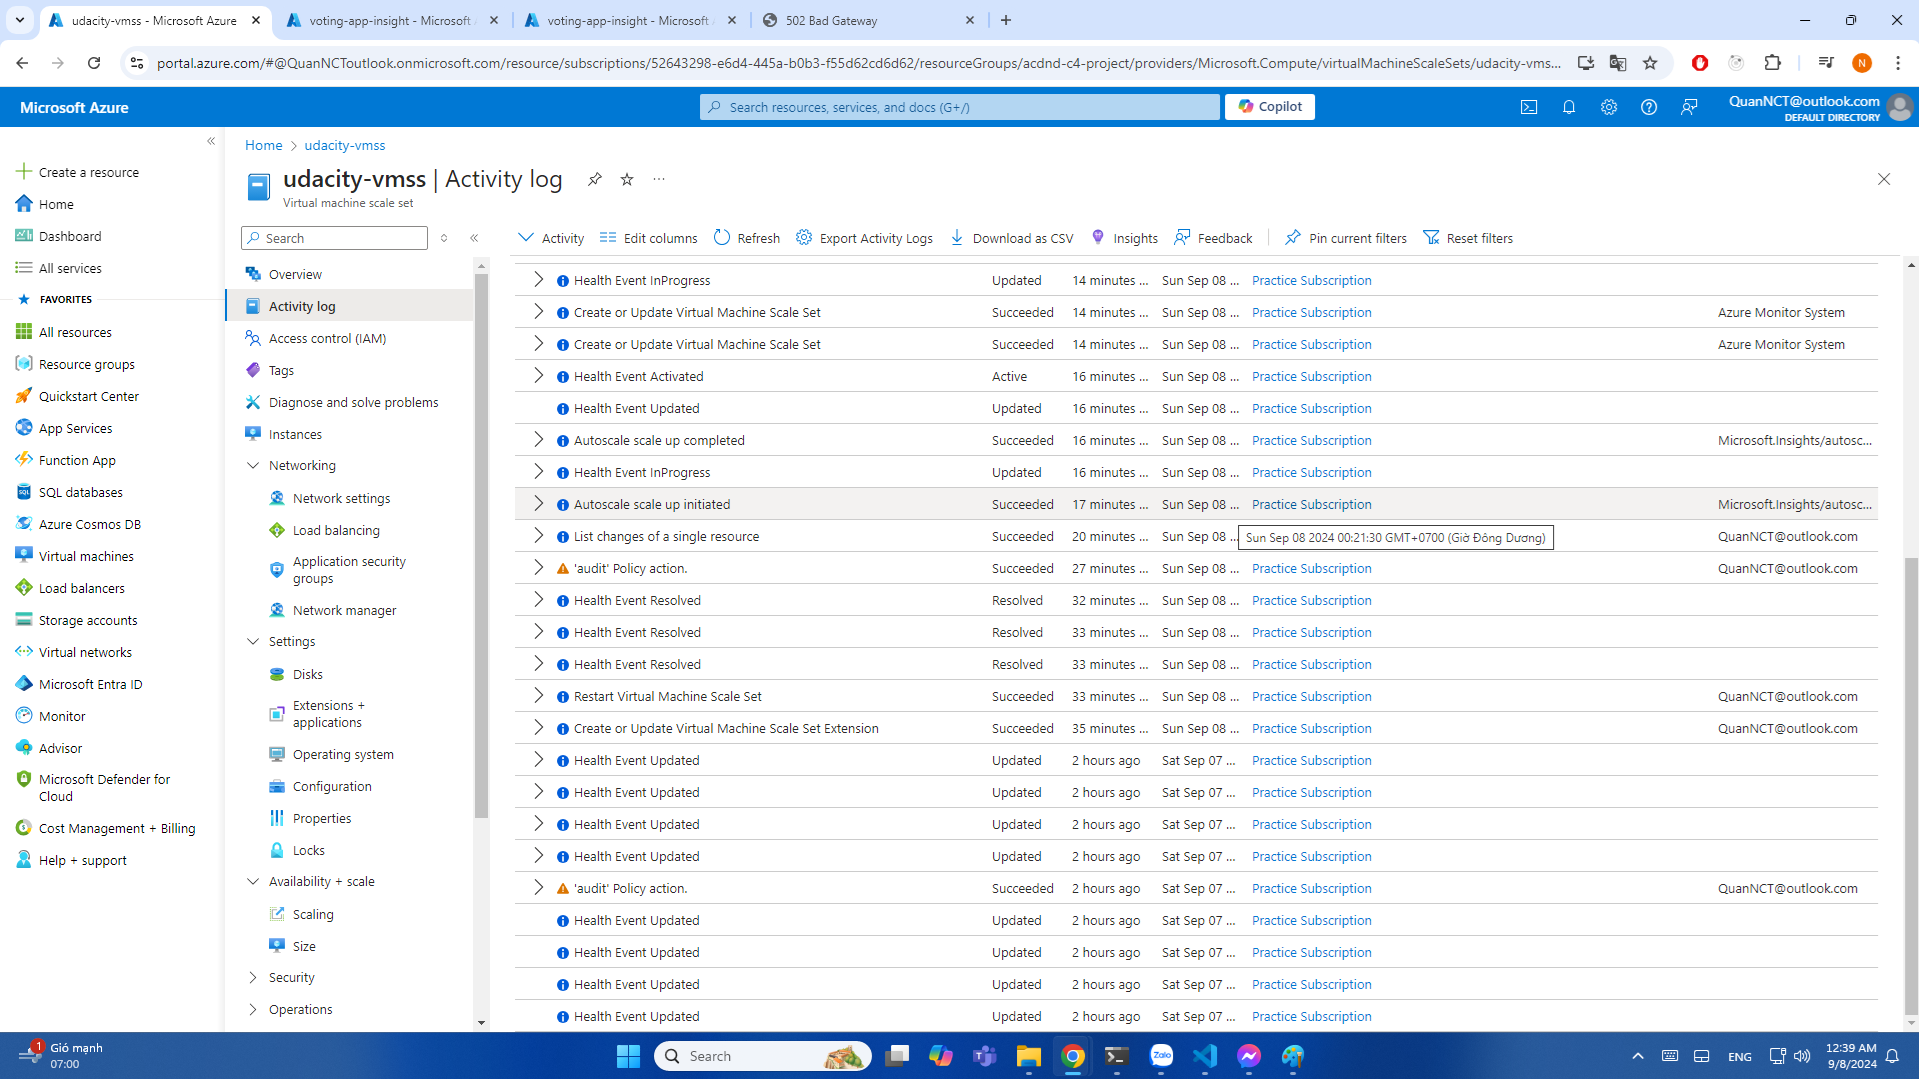 udacity-vmss - Microsoft Azure
voting-app-insight - Microsoft A
voting-app-insight - Microsoft A
502 Bad Gateway
portal.azure.com/#@QuanNCToutlook.onmicrosoft.com/resource/subscriptions/52643298-e6d4-445a-b0b3-f55d62cd6d62/resourceGroups/acdnd-c4-project/providers/Microsoft.Compute/virtualMachineScaleSets/udacity-vms...
N
Microsoft Azure
Search resources, services, and docs (G+/)
Copilot
QuanNCT@outlook.com
DEFAULT DIRECTORY
Create a resource
Home
Dashboard
All services
FAVORITES
All resources
Resource groups
Quickstart Center
App Services
Function App
SQL databases
Azure Cosmos DB
Virtual machines
Load balancers
Storage accounts
Virtual networks
Microsoft Entra ID
Monitor
Advisor
Microsoft Defender for
Cloud
Cost Management + Billing
Help + support
Home > udacity-vmss
udacity-vmss | Activity log
Virtual machine scale set
Search
Overview
Activity log
Access control (IAM)
Tags
Diagnose and solve problems
Instances
Networking
Network settings
Load balancing
Application security
groups
Network manager
Settings
Disks
Extensions +
applications
Operating system
Configuration
Properties
Locks
Availability + scale
Scaling
Size
Security
Operations
Activity Edit columns Refresh Export Activity Logs Download as CSV Insights Feedback Pin current filters Reset filters
Health Event InProgress Updated 14 minutes ... Sun Sep 08 ... Practice Subscription
Create or Update Virtual Machine Scale Set Succeeded 14 minutes ... Sun Sep 08 ... Practice Subscription Azure Monitor System
Create or Update Virtual Machine Scale Set Succeeded 14 minutes ... Sun Sep 08 ... Practice Subscription Azure Monitor System
Health Event Activated Active 16 minutes ... Sun Sep 08 ... Practice Subscription
Health Event Updated Updated 16 minutes ... Sun Sep 08 ... Practice Subscription
Autoscale scale up completed Succeeded 16 minutes ... Sun Sep 08 ... Practice Subscription Microsoft.Insights/autosc...
Health Event InProgress Updated 16 minutes ... Sun Sep 08 ... Practice Subscription
Autoscale scale up initiated Succeeded 17 minutes ... Sun Sep 08 ... Practice Subscription Microsoft.Insights/autosc...
List changes of a single resource Succeeded 20 minutes ... Sun Sep 08 ... QuanNCT@outlook.com
Sun Sep 08 2024 00:21:30 GMT+0700 (Giờ Đông Dương)
'audit' Policy action. Succeeded 27 minutes ... Sun Sep 08 ... Practice Subscription QuanNCT@outlook.com
Health Event Resolved Resolved 32 minutes ... Sun Sep 08 ... Practice Subscription
Health Event Resolved Resolved 33 minutes ... Sun Sep 08 ... Practice Subscription
Health Event Resolved Resolved 33 minutes ... Sun Sep 08 ... Practice Subscription
Restart Virtual Machine Scale Set Succeeded 33 minutes ... Sun Sep 08 ... Practice Subscription QuanNCT@outlook.com
Create or Update Virtual Machine Scale Set Extension Succeeded 35 minutes ... Sun Sep 08 ... Practice Subscription QuanNCT@outlook.com
Health Event Updated Updated 2 hours ago Sat Sep 07 ... Practice Subscription
Health Event Updated Updated 2 hours ago Sat Sep 07 ... Practice Subscription
Health Event Updated Updated 2 hours ago Sat Sep 07 ... Practice Subscription
Health Event Updated Updated 2 hours ago Sat Sep 07 ... Practice Subscription
'audit' Policy action. Succeeded 2 hours ago Sat Sep 07 ... Practice Subscription QuanNCT@outlook.com
Health Event Updated Updated 2 hours ago Sat Sep 07 ... Practice Subscription
Health Event Updated Updated 2 hours ago Sat Sep 07 ... Practice Subscription
Health Event Updated Updated 2 hours ago Sat Sep 07 ... Practice Subscription
Health Event Updated Updated 2 hours ago Sat Sep 07 ... Practice Subscription
1
Gió mạnh
07:00
Search
Zalo
ENG
12:39 AM
9/8/2024